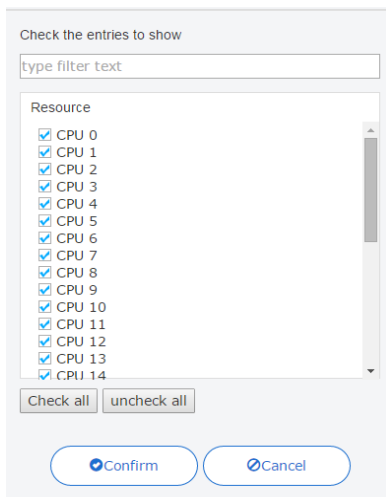 Check the entries to show
type filter text
Resource
CPU 0
CPU 1
CPU 2
CPU 3
CPU 4
CPU 5
CPU 6
CPU 7
CPU 8
CPU 9
CPU 10
CPU 11
CPU 12
CPU 13
CPU 14
Check all uncheck all
Confirm Cancel